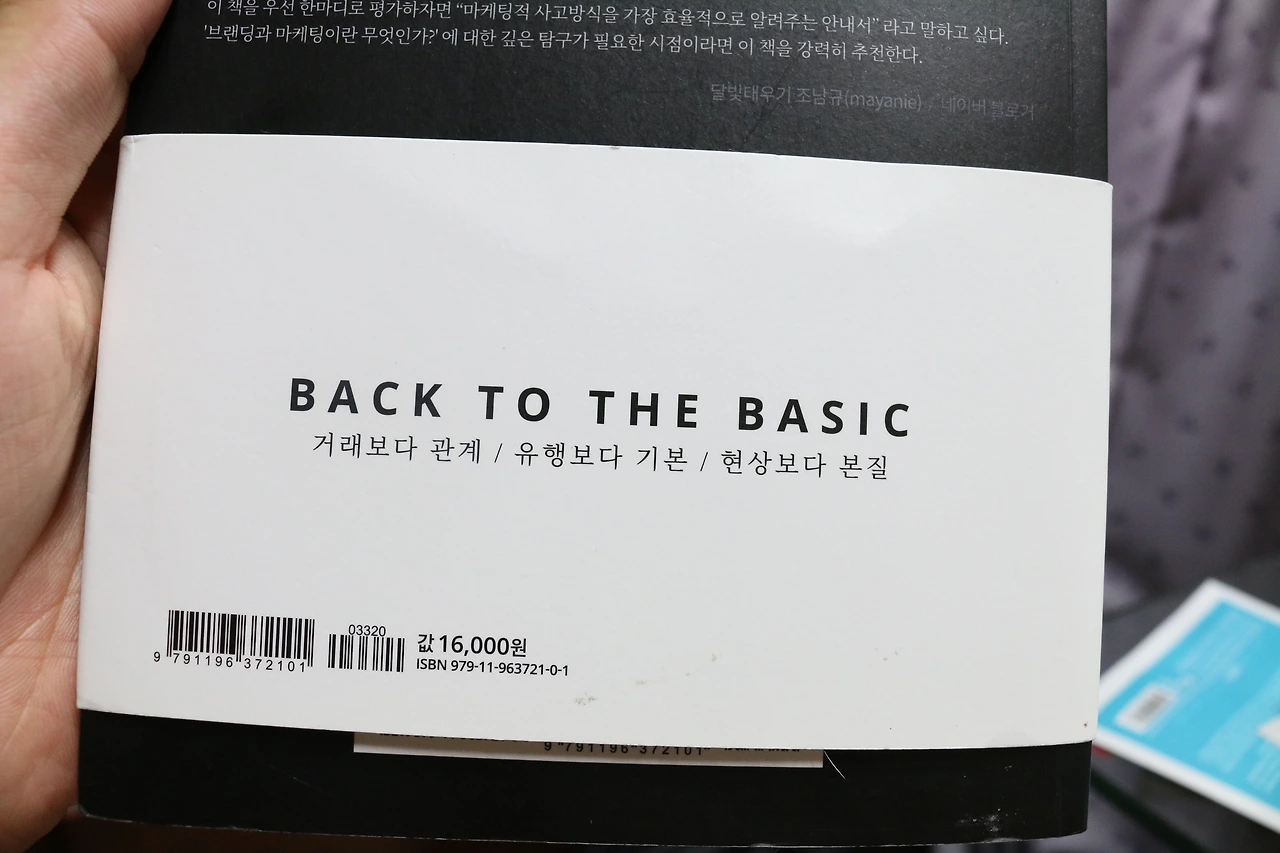 이 책을 우선 한마디로 평가하자면 “마케팅적 사고방식을 가장 효율적으로 알려주는 안내서” 라고 말하고 싶다.
'브랜딩과 마케팅이란 무엇인가?' 에 대한 깊은 탐구가 필요한 시점이라면 이 책을 강력히 추천한다.
달빛태우기 조남규(mayanie) / 네이버 블로거
BACK TO THE BASIC
거래보다 관계 / 유행보다 기본 / 현상보다 본질
03320
값 16,000원
ISBN 979-11-963721-0-1
9 791196 372101
9 791196 372101